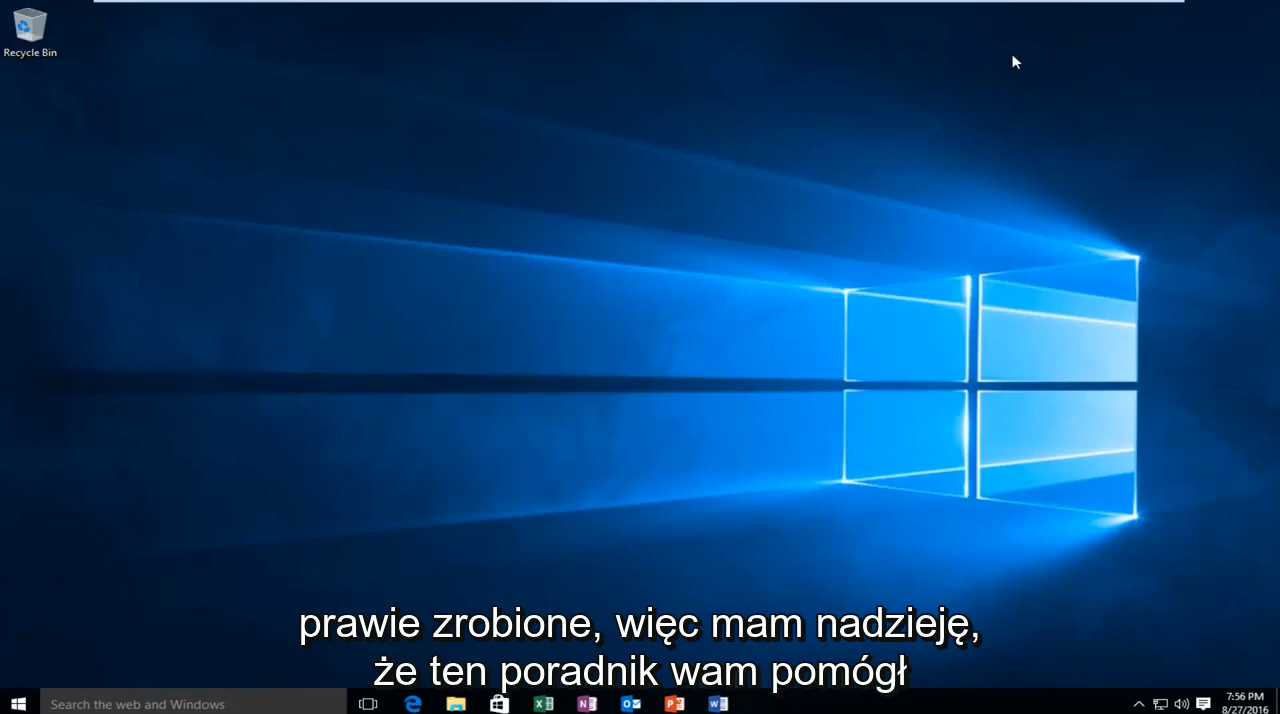 Recycle Bin
prawie zrobione, więc mam nadzieję,
że ten poradnik wam pomógł
Search the web and Windows
7:56 PM
8/27/2016